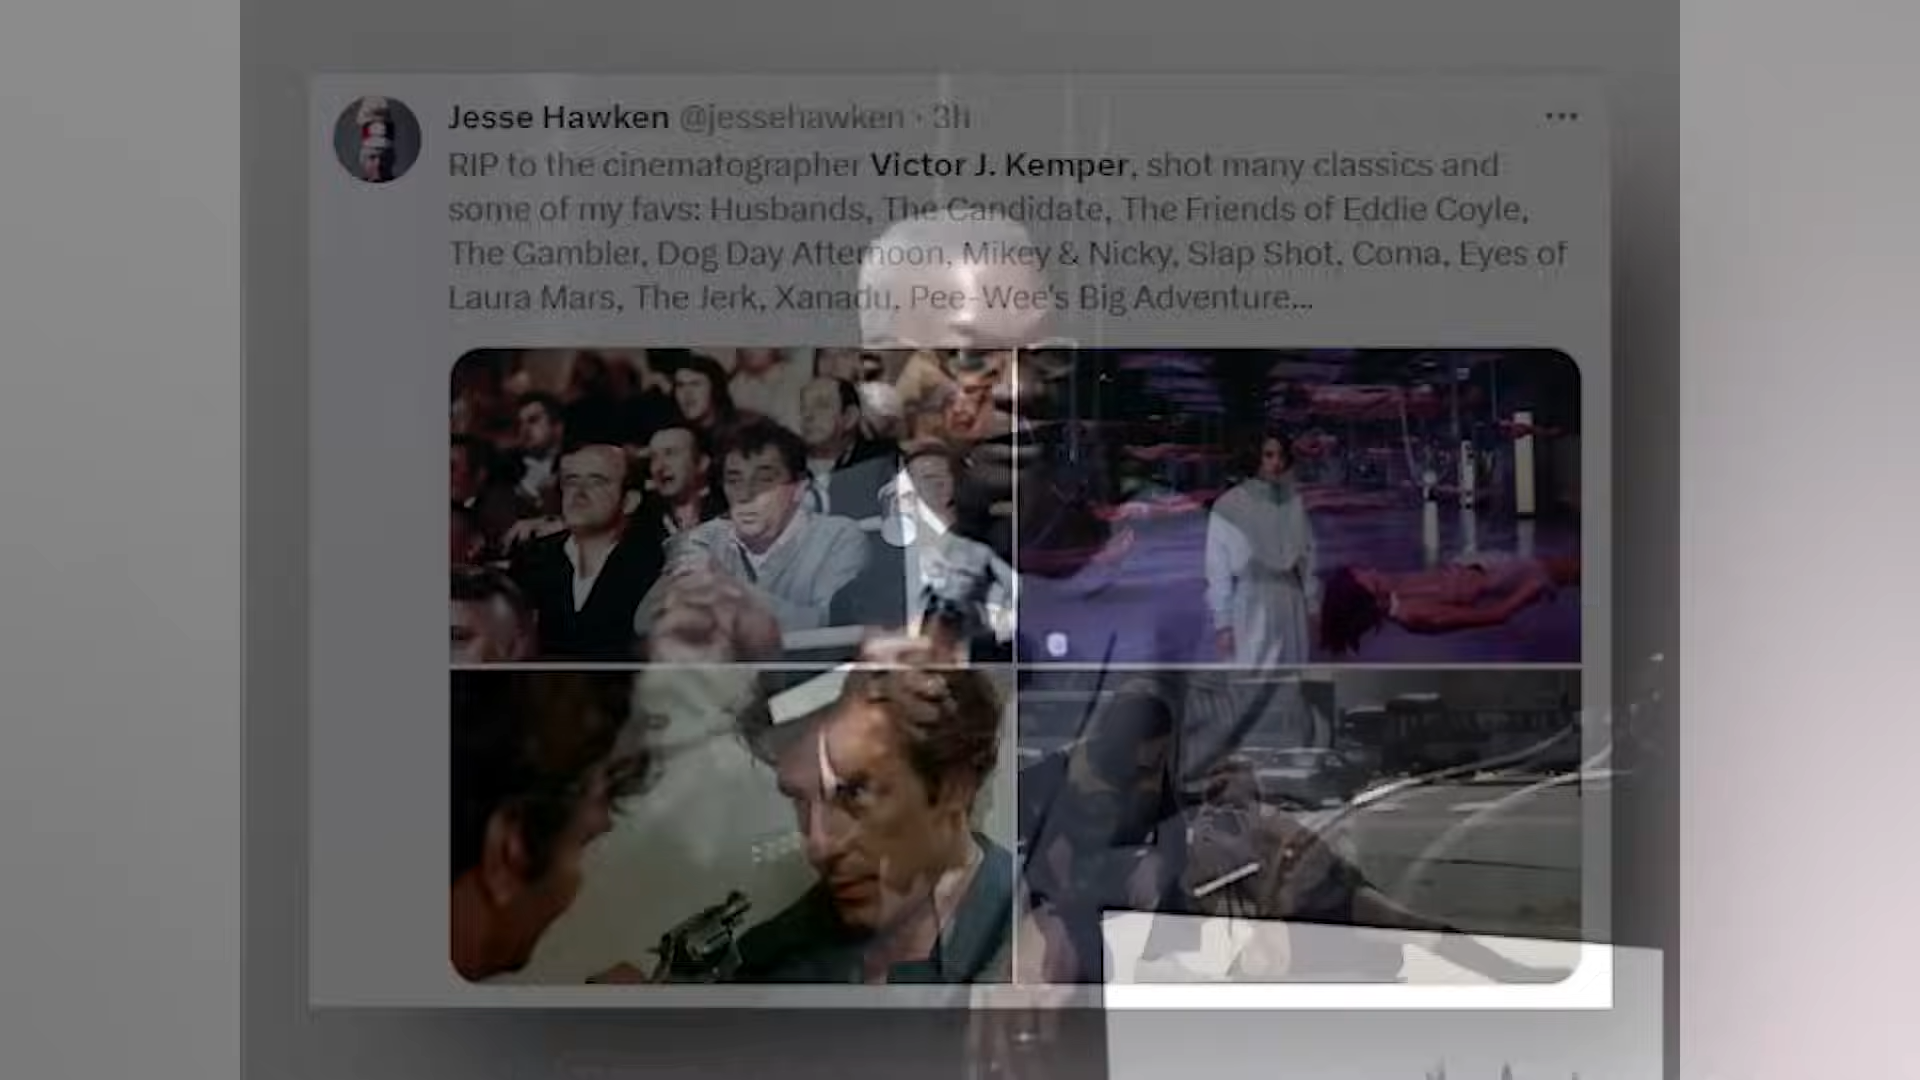 Jesse Hawken @jessehawken · 3h
RIP to the cinematographer Victor J. Kemper, shot many classics and
some of my favs: Husbands, The Candidate, The Friends of Eddie Coyle,
The Gambler, Dog Day Afternoon, Mikey & Nicky, Slap Shot, Coma, Eyes of
Laura Mars, The Jerk, Xanadu, Pee-Wee's Big Adventure...